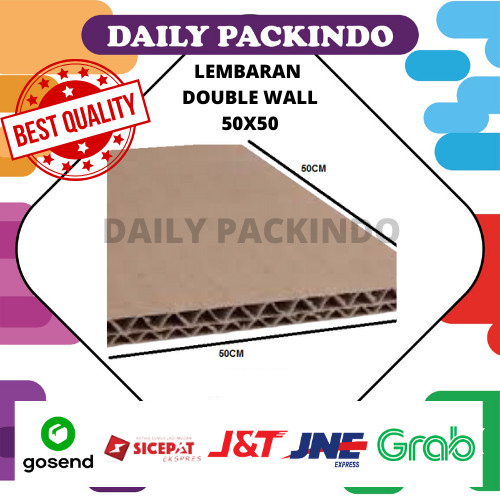 DAILY PACKINDO
LEMBARAN
DOUBLE WALL
50X50
BEST QUALITY
50CM
DAILY PACKINDO
50CM
gosend
SICEPAT
EKSPRES
J&T
JNE
EXPRESS
Grab